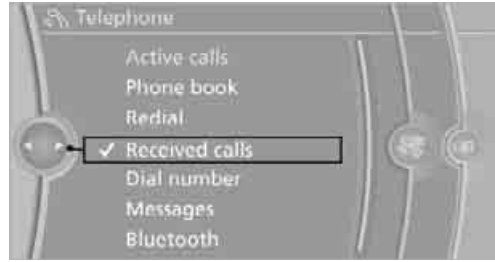 Telephone
Active calls
Phone book
Redial
✓ Received calls
Dial number
Messages
Bluetooth